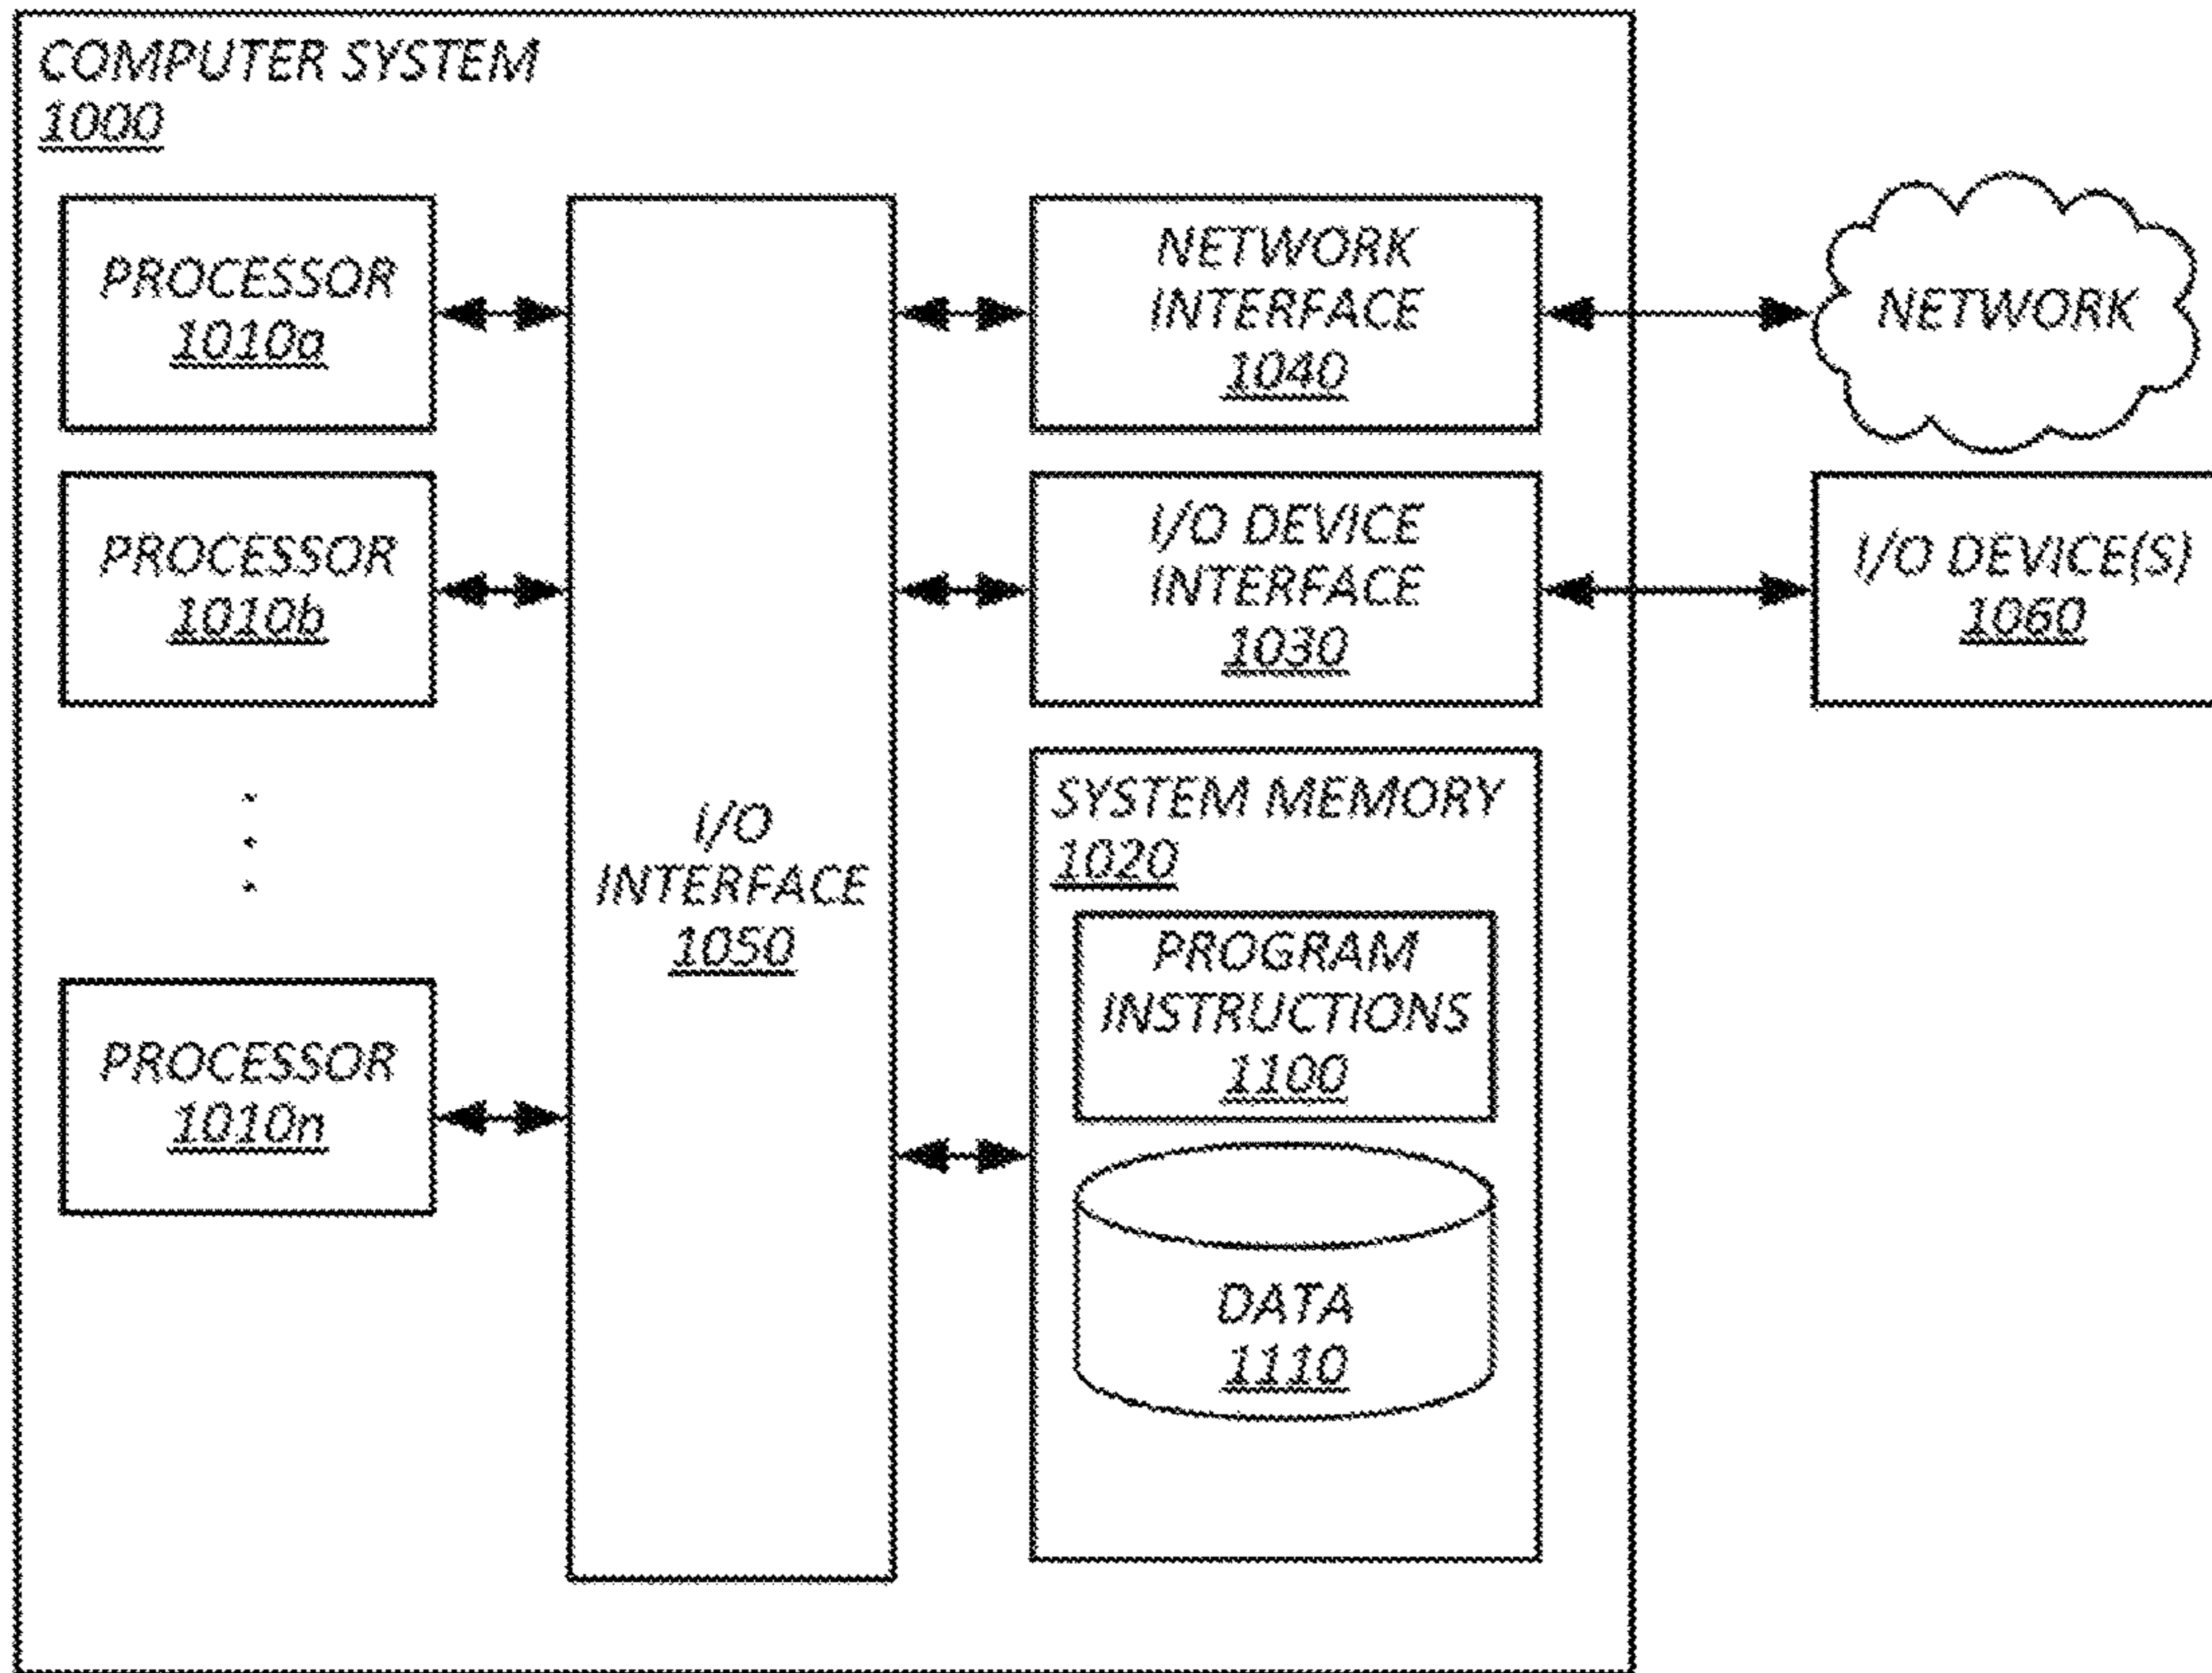 COMPUTER SYSTEM
1000
PROCESSOR
1010a
PROCESSOR
1010b
PROCESSOR
1010n
I/O
INTERFACE
1050
NETWORK
INTERFACE
1040
I/O DEVICE
INTERFACE
1030
SYSTEM MEMORY
1020
PROGRAM
INSTRUCTIONS
1100
DATA
1110
NETWORK
I/O DEVICE(S)
1060